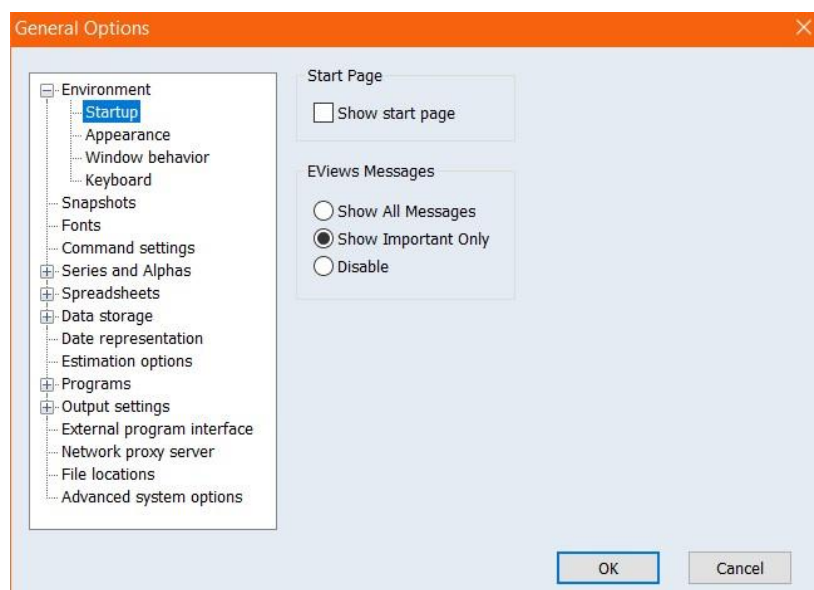 General Options
Environment
Startup
Appearance
Window behavior
Keyboard
Snapshots
Fonts
Command settings
Series and Alphas
Spreadsheets
Data storage
Date representation
Estimation options
Programs
Output settings
External program interface
Network proxy server
File locations
Advanced system options
Start Page
Show start page
EViews Messages
Show All Messages
Show Important Only
Disable
OK
Cancel